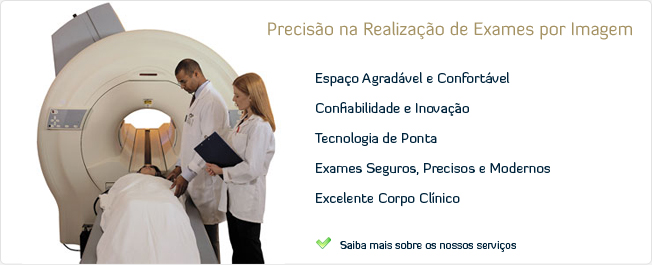 Precisão na Realização de Exames por Imagem
Espaço Agradável e Confortável
Confiabilidade e Inovação
Tecnologia de Ponta
Exames Seguros, Precisos e Modernos
Excelente Corpo Clínico
Saiba mais sobre os nossos serviços